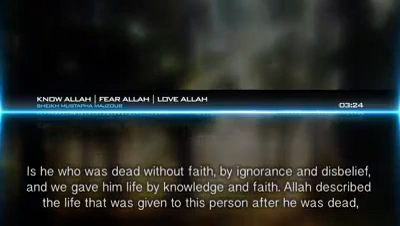 KNOW ALLAH | FEAR ALLAH | LOVE ALLAH
SHEIKH MUSTAPHA MAJZOUB
03:24
Is he who was dead without faith, by ignorance and disbelief,
and we gave him life by knowledge and faith. Allah described
the life that was given to this person after he was dead,